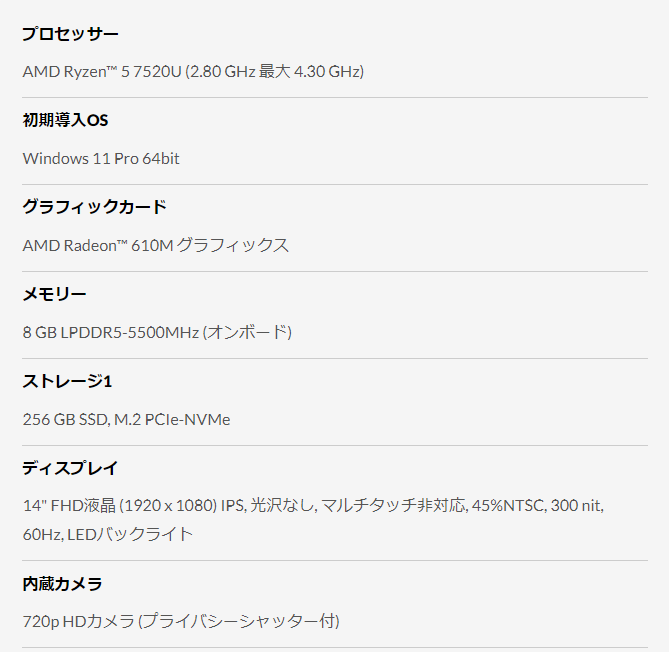 プロセッサー
AMD Ryzen™ 5 7520U (2.80 GHz 最大 4.30 GHz)
初期導入OS
Windows 11 Pro 64bit
グラフィックカード
AMD Radeon™ 610M グラフィックス
メモリー
8 GB LPDDR5-5500MHz (オンボード)
ストレージ1
256 GB SSD, M.2 PCIe-NVMe
ディスプレイ
14" FHD液晶 (1920 x 1080) IPS, 光沢なし, マルチタッチ非対応, 45%NTSC, 300 nit,
60Hz, LEDバックライト
内蔵カメラ
720p HDカメラ (プライバシーシャッター付)